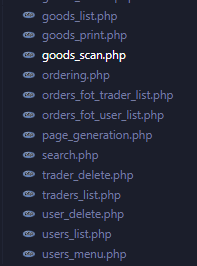 goods_list.php
goods_print.php
goods_scan.php
ordering.php
orders_fot_trader_list.php
orders_fot_user_list.php
page_generation.php
search.php
trader_delete.php
traders_list.php
user_delete.php
users_list.php
users_menu.php